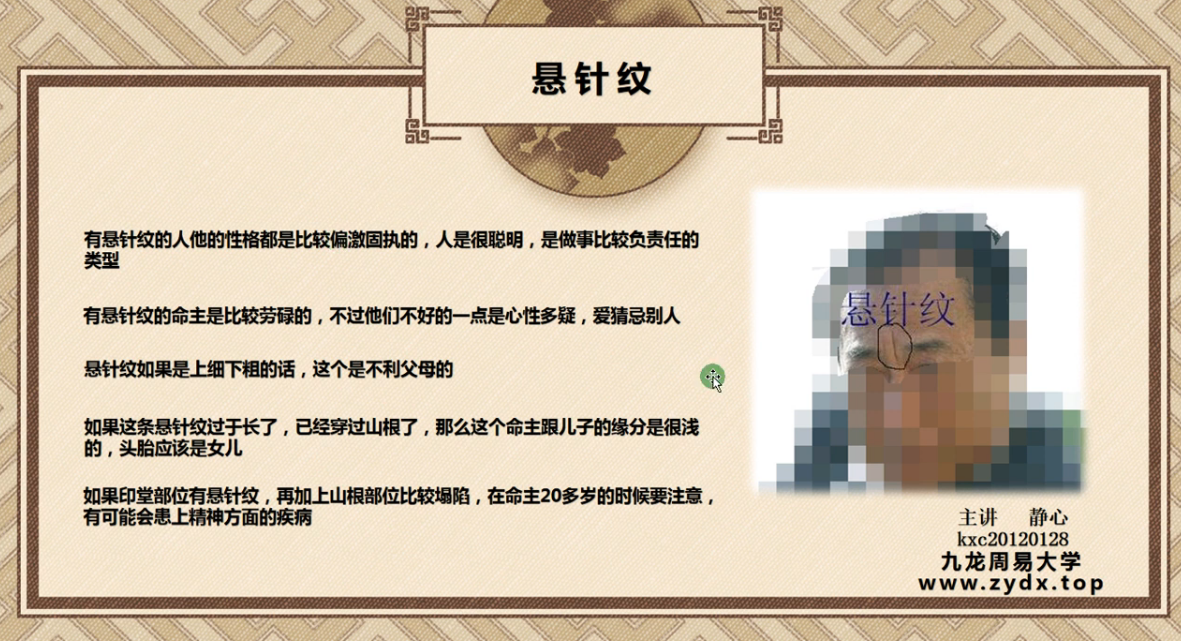 悬针纹
有悬针纹的人他的性格都是比较偏激固执的，人是很聪明，是做事比较负责任的
类型
有悬针纹的命主是比较劳碌的，不过他们不好的一点是心性多疑，爱猜忌别人
悬针纹如果是上细下粗的话，这个是不利父母的
如果这条悬针纹过于长了，已经穿过山根了，那么这个命主跟儿子的缘分是很浅
的，头胎应该是女儿
如果印堂部位有悬针纹，再加上山根部位比较塌陷，在命主20多岁的时候要注意，
有可能会患上精神方面的疾病
悬针纹
主讲 静心
kxc20120128
九龙周易大学
www.zydx.top